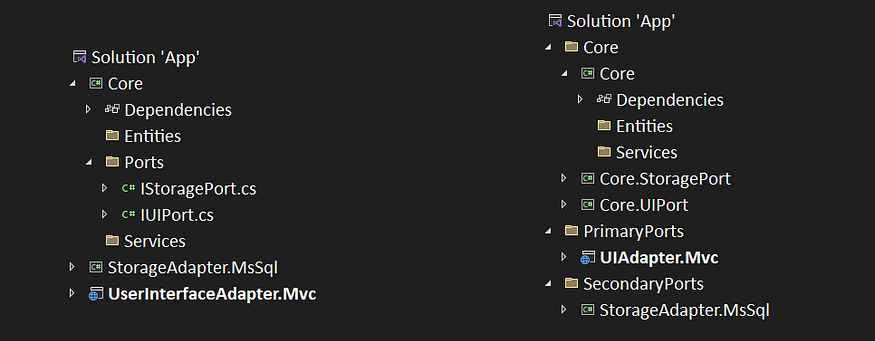 Solution 'App'
Core
Dependencies
Entities
Ports
C# IStoragePort.cs
C# IUIPort.cs
Services
C# StorageAdapter.MsSql
UserInterfaceAdapter.Mvc
Solution 'App'
Core
C# Core
Dependencies
Entities
Services
C# Core.StoragePort
C# Core.UIPort
PrimaryPorts
UIAdapter.Mvc
SecondaryPorts
C# StorageAdapter.MsSql